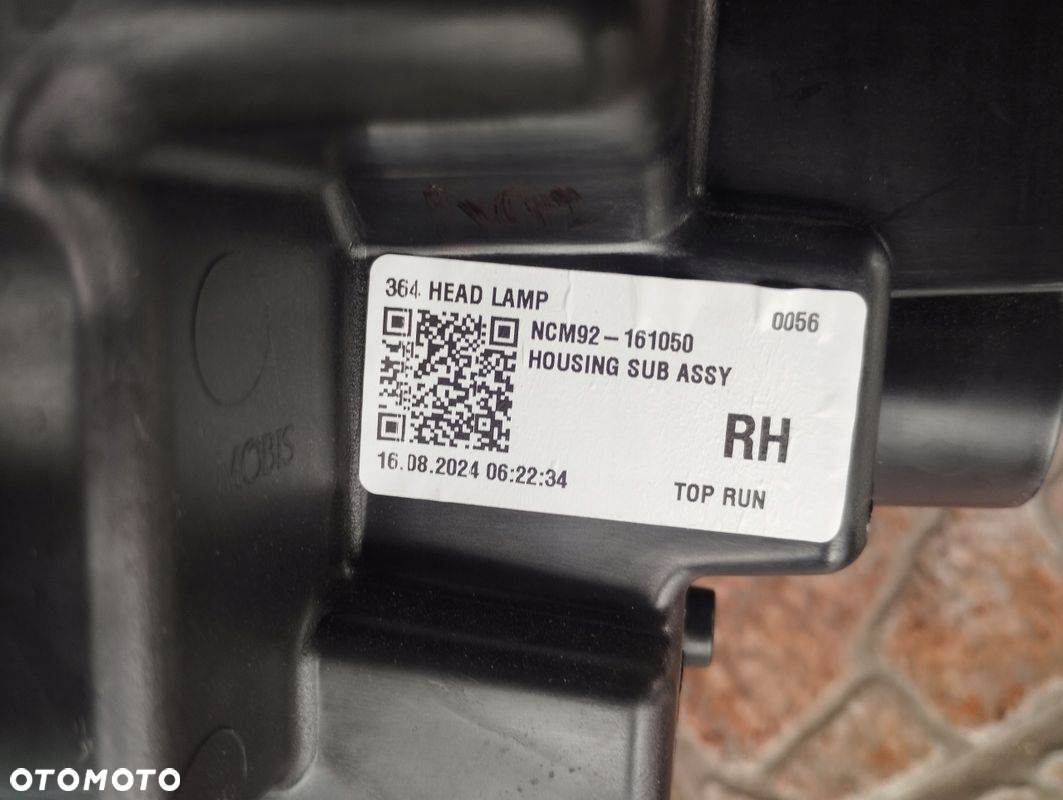 364 HEAD LAMP
0056
NCM92-161050
HOUSING SUB ASSY
RH
16.08.2024 06:22:34
TOP RUN
OTOMOTO